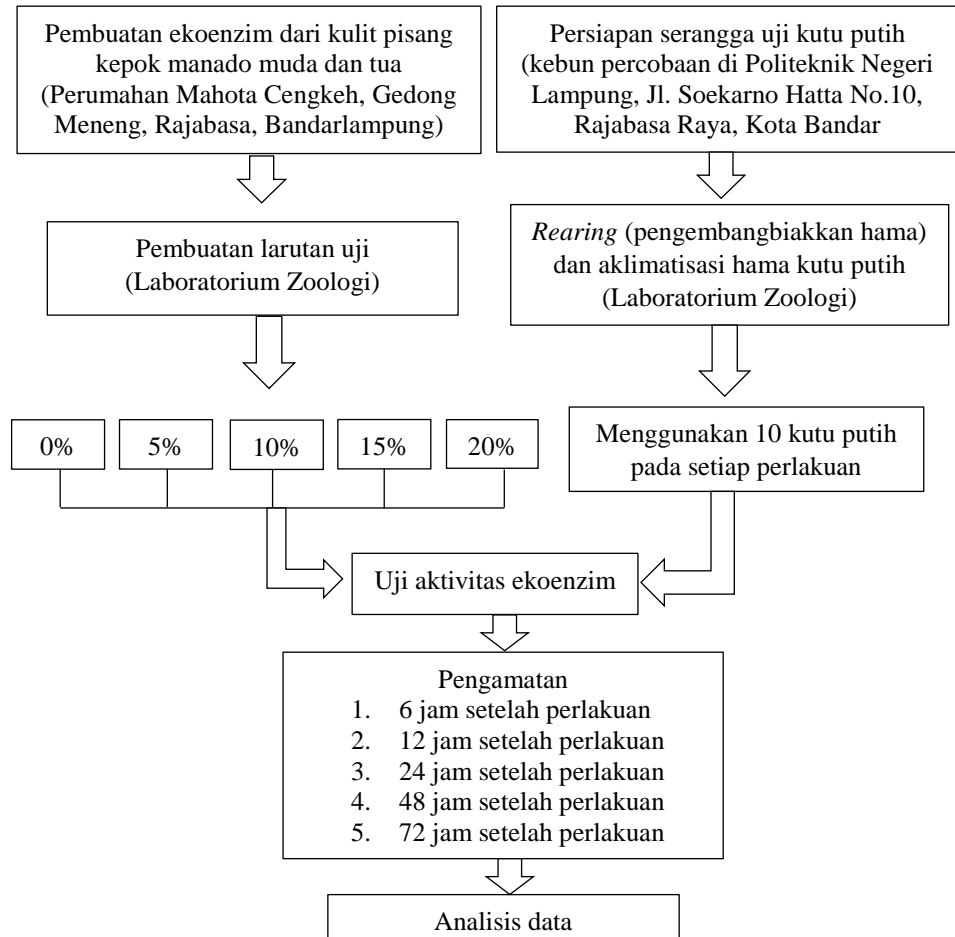 Pembuatan ekoenzim dari kulit pisang
kepok manado muda dan tua
(Perumahan Mahota Cengkeh, Gedong
Meneng, Rajabasa, Bandarlampung)
Persiapan serangga uji kutu putih
(kebun percobaan di Politeknik Negeri
Lampung, Jl. Soekarno Hatta No.10,
Rajabasa Raya, Kota Bandar
Pembuatan larutan uji
(Laboratorium Zoologi)
Rearing (pengembangbiakkan hama)
dan aklimatisasi hama kutu putih
(Laboratorium Zoologi)
0%
5%
10%
15%
20%
Menggunakan 10 kutu putih
pada setiap perlakuan
Uji aktivitas ekoenzim
Pengamatan
1. 6 jam setelah perlakuan
2. 12 jam setelah perlakuan
3. 24 jam setelah perlakuan
4. 48 jam setelah perlakuan
5. 72 jam setelah perlakuan
Analisis data